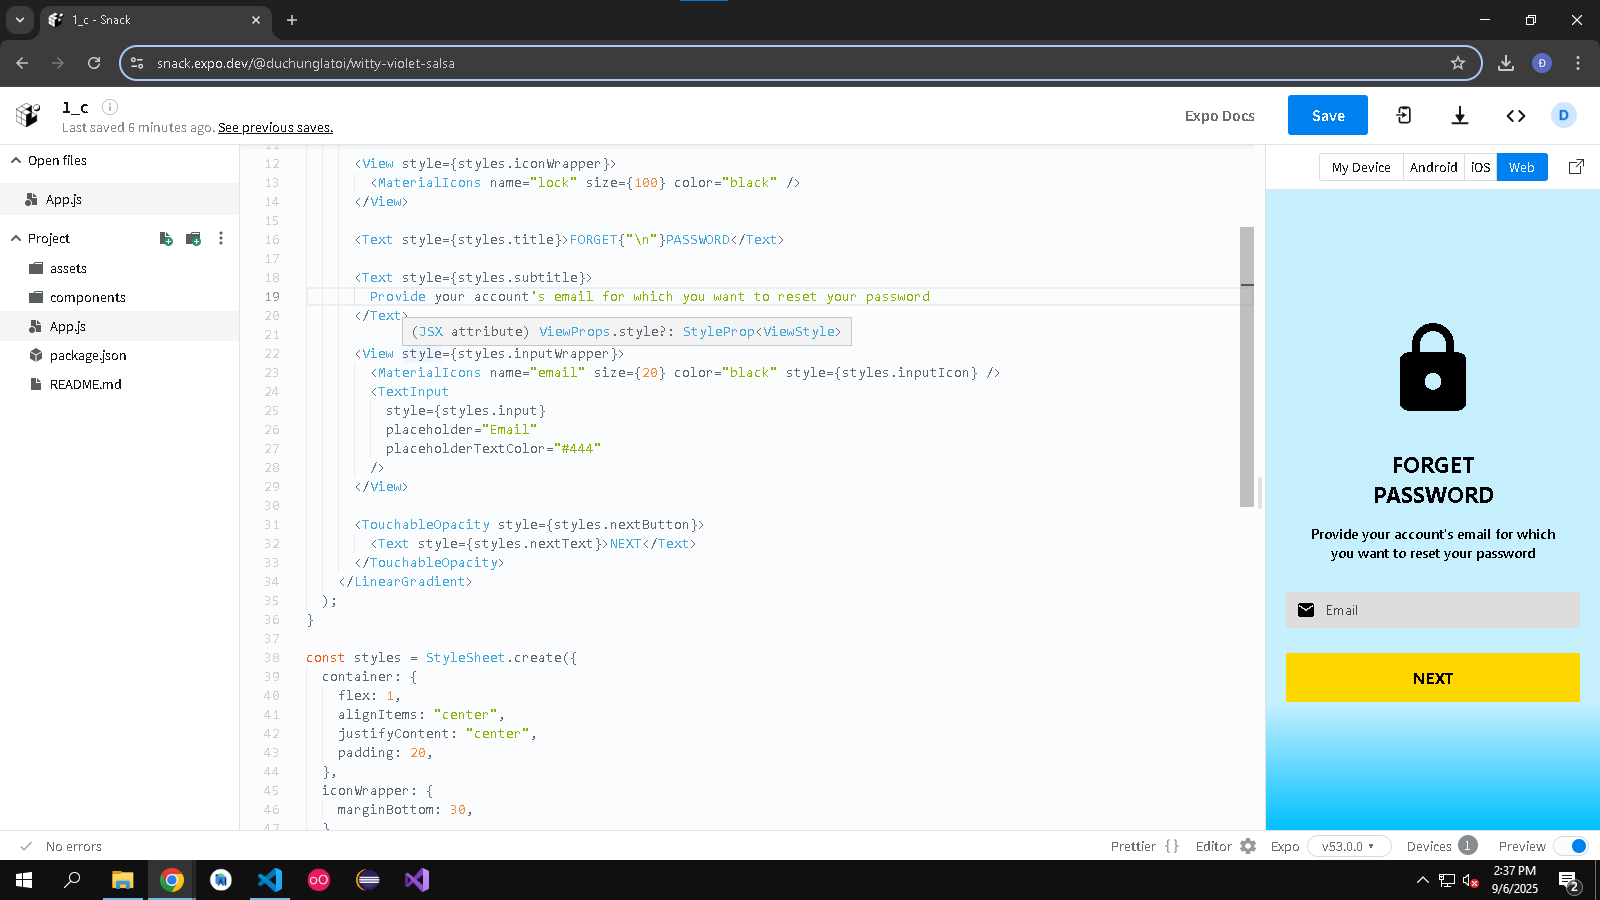 1_c - Snack
snack.expo.dev/@duchunglatoi/witty-violet-salsa
Đ
1_c
Last saved 6 minutes ago. See previous saves.
Expo Docs
Save
D
Open files
App.js
Project
assets
components
App.js
package.json
README.md
11
12 <View style={styles.iconWrapper}>
13 <MaterialIcons name="lock" size={100} color="black" />
14 </View>
15
16 <Text style={styles.title}>FORGET{"\n"}PASSWORD</Text>
17
18 <Text style={styles.subtitle}>
19 Provide your account's email for which you want to reset your password
20 </Text>
(JSX attribute) ViewProps.style?: StyleProp<ViewStyle>
21
22 <View style={styles.inputWrapper}>
23 <MaterialIcons name="email" size={20} color="black" style={styles.inputIcon} />
24 <TextInput
25 style={styles.input}
26 placeholder="Email"
27 placeholderTextColor="#444"
28 />
29 </View>
30
31 <TouchableOpacity style={styles.nextButton}>
32 <Text style={styles.nextText}>NEXT</Text>
33 </TouchableOpacity>
34 </LinearGradient>
35 );
36 }
37
38 const styles = StyleSheet.create({
39 container: {
40 flex: 1,
41 alignItems: "center",
42 justifyContent: "center",
43 padding: 20,
44 },
45 iconWrapper: {
46 marginBottom: 30,
47 }
My Device Android iOS Web
FORGET
PASSWORD
Provide your account's email for which
you want to reset your password
Email
NEXT
No errors
Prettier { } Editor Expo v53.0.0 Devices 1 Preview
2:37 PM
9/6/2025
2